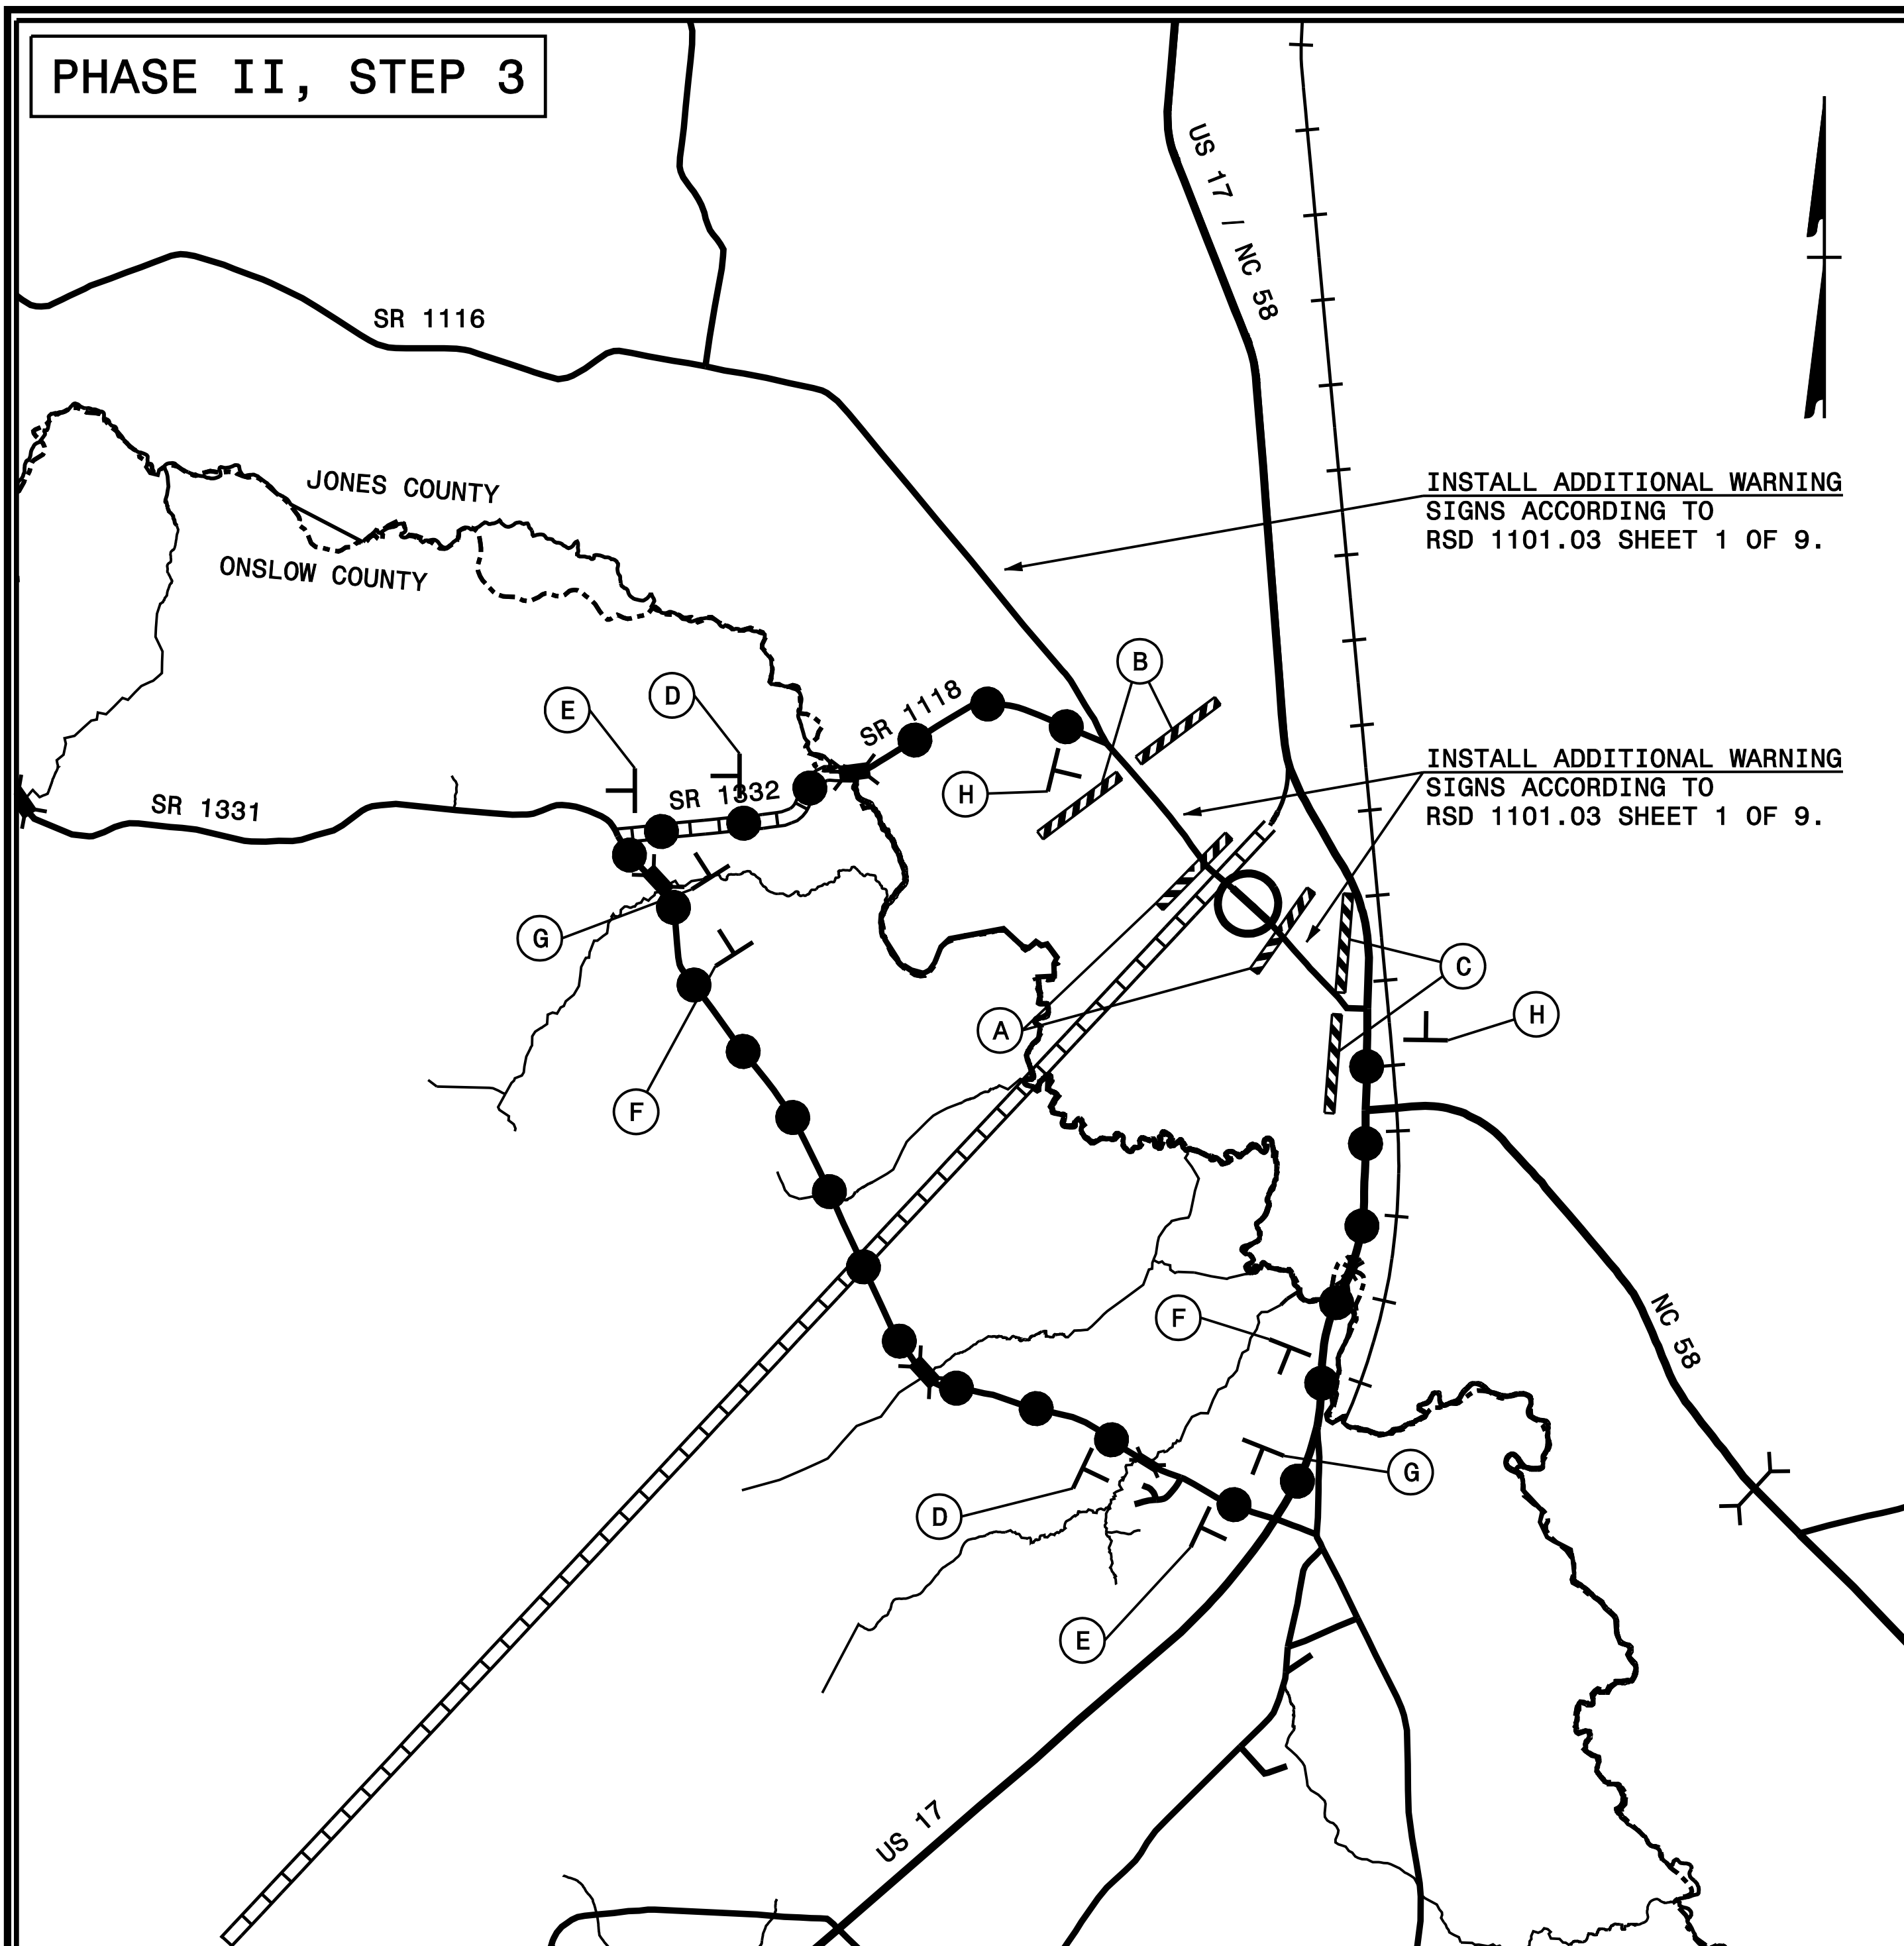 PHASE II, STEP 3
US 17 / NC 58
SR 1116
INSTALL ADDITIONAL WARNING
SIGNS ACCORDING TO
RSD 1101.03 SHEET 1 OF 9.
JONES COUNTY
ONSLOW COUNTY
B
D
E
SR 1118
INSTALL ADDITIONAL WARNING
SIGNS ACCORDING TO
RSD 1101.03 SHEET 1 OF 9.
H
SR 1332
SR 1331
G
C
H
A
F
F
NC 58
G
D
E
US 17